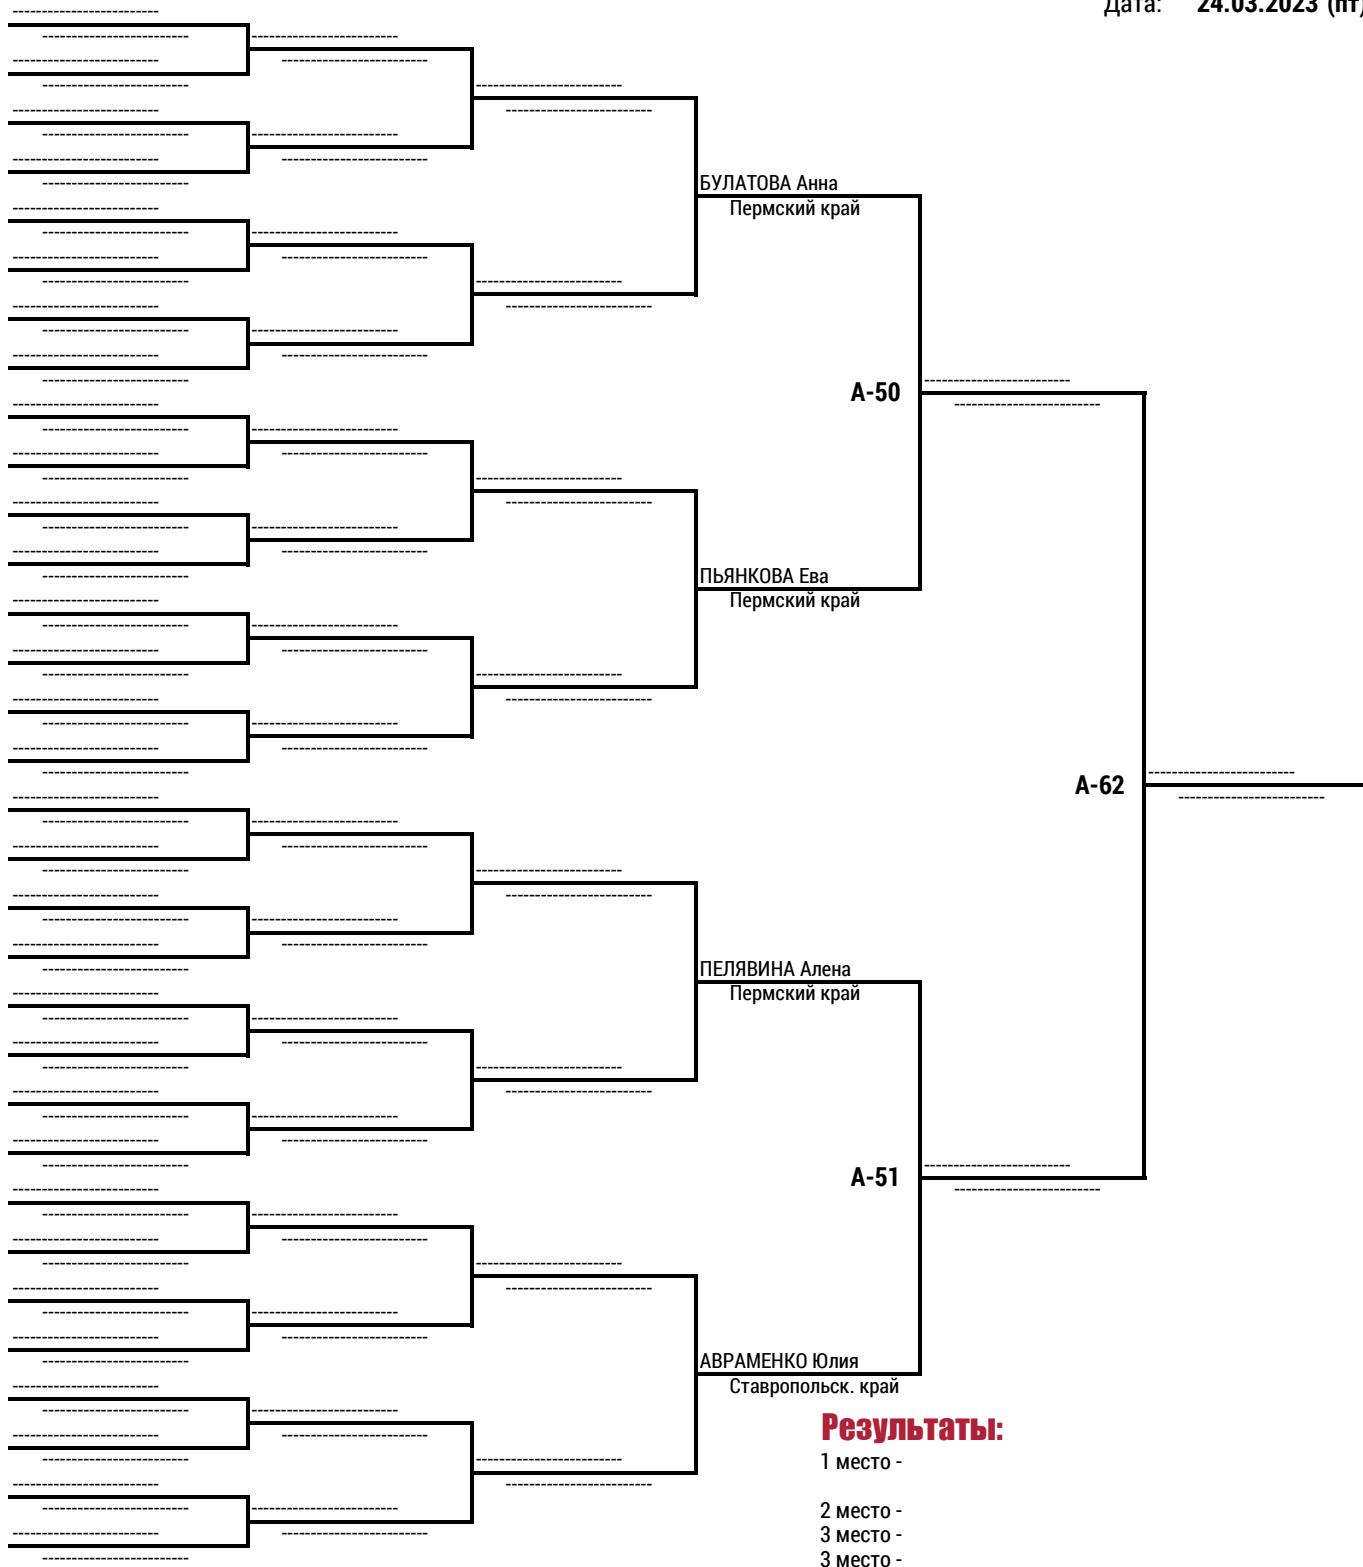 Дата: 24.03.2023 (пт)
БУЛАТОВА Анна
Пермский край
А-50
ПЬЯНКОВА Ева
Пермский край
А-62
ПЕЛЯВИНА Алена
Пермский край
А-51
АВРАМЕНКО Юлия
Ставропольск. край
Результаты:
1 место -
2 место -
3 место -
3 место -